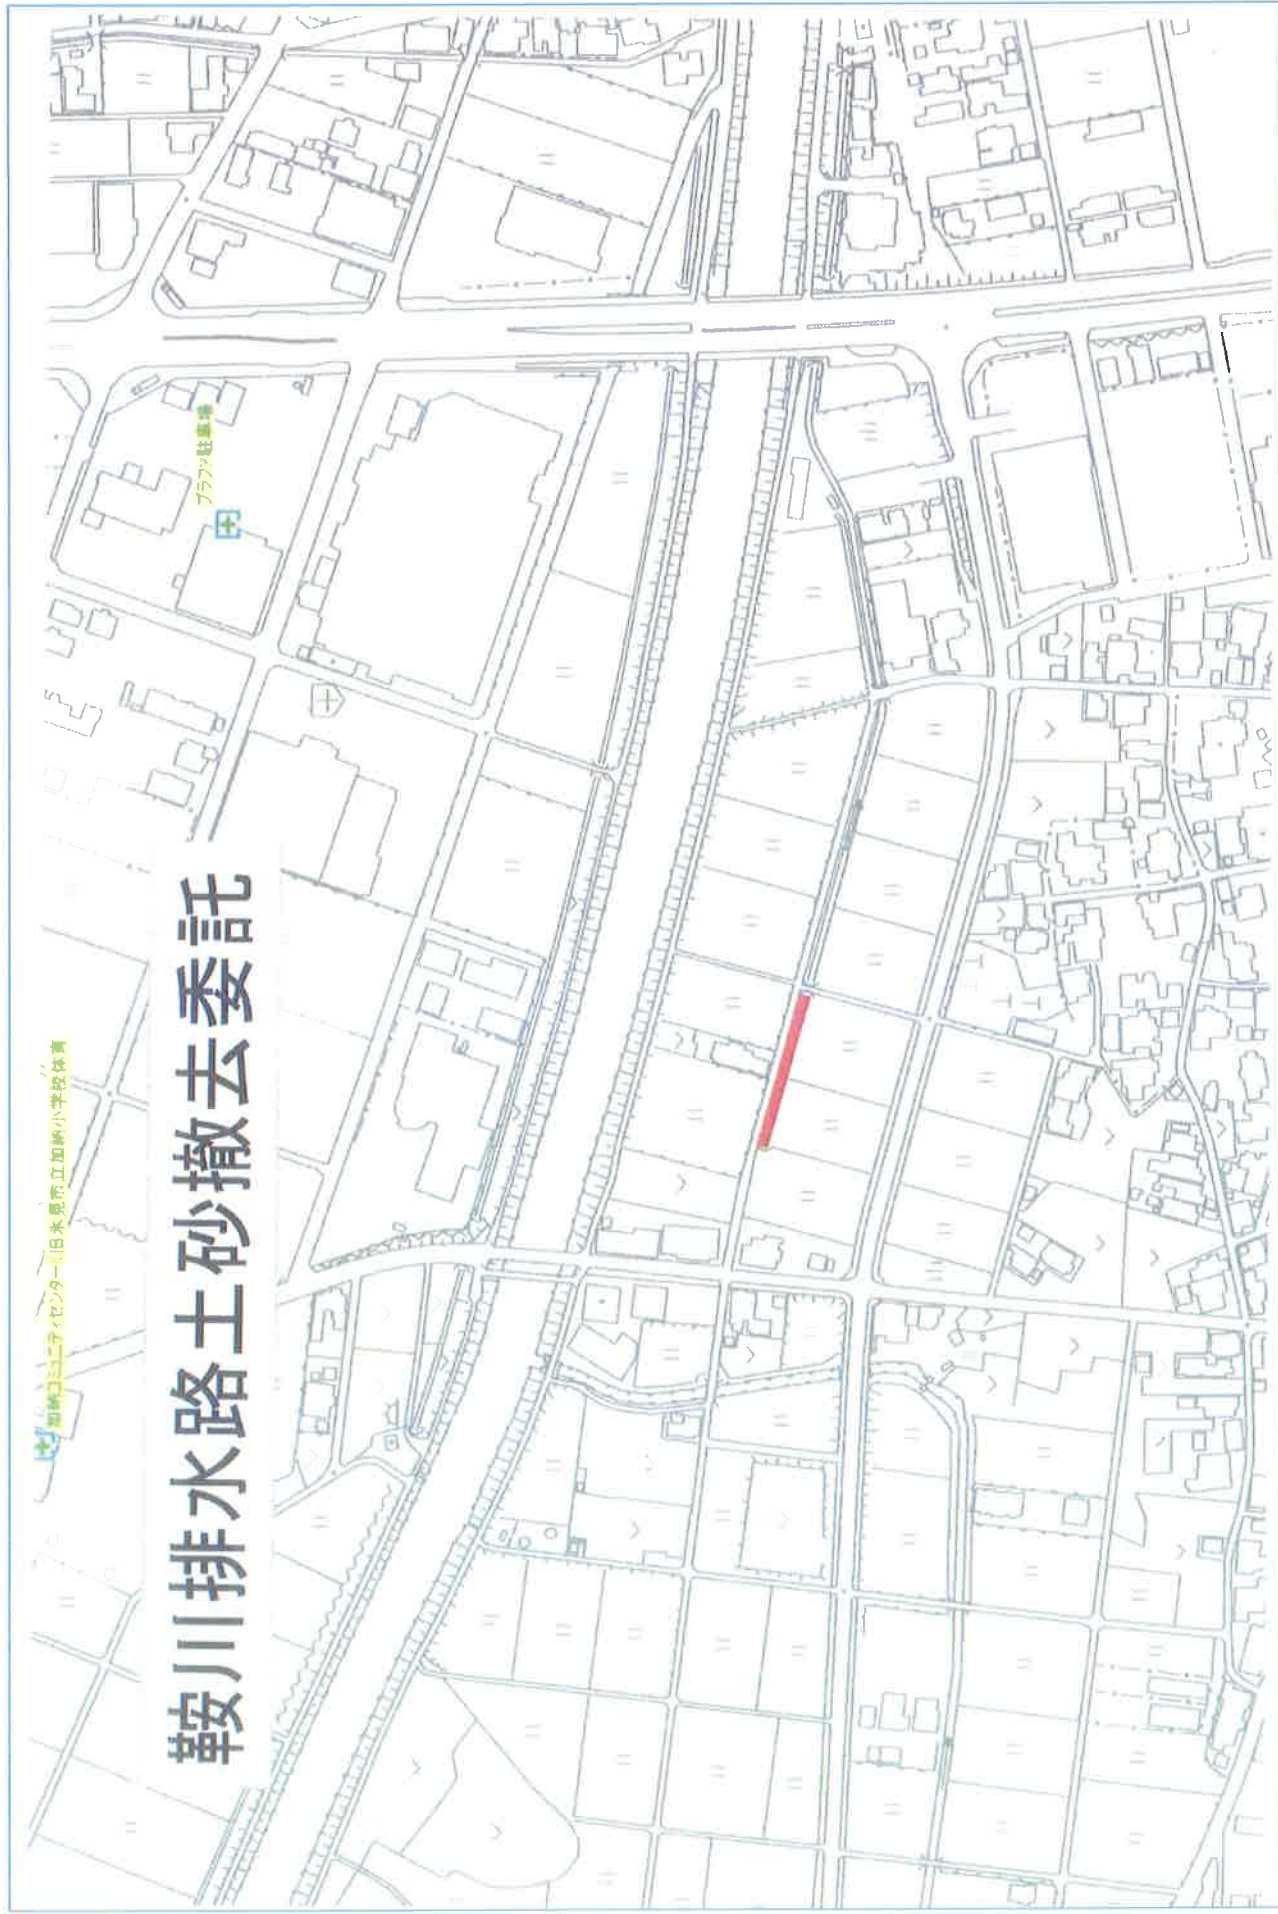 加納コミュニティセンター(旧氷見市立加納小学校体育
鞍川排水路土砂撤去委託
プラファ駐車場